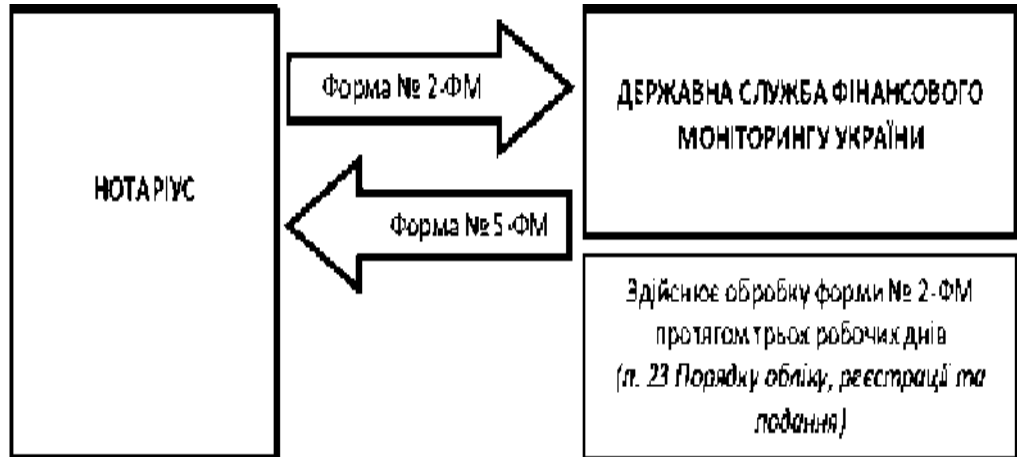 НОТАРІУС
Форма № 2-ФМ
Форма № 5-ФМ
ДЕРЖАВНА СЛУЖБА ФІНАНСОВОГО
МОНІТОРИНГУ УКРАЇНИ
Здійснює обробку форми № 2-ФМ
протягом трьох робочих днів
(п. 23 Порядку обліку, реєстрації та
подання)